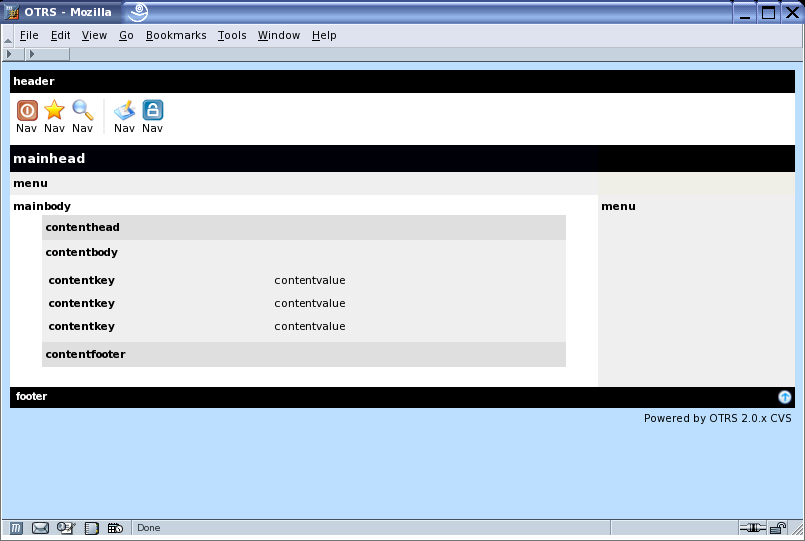 OTRS - Mozilla
File Edit View Go Bookmarks Tools Window Help
header
Nav Nav Nav Nav Nav
mainhead
menu
mainbody menu
contenthead
contentbody
contentkey contentvalue
contentkey contentvalue
contentkey contentvalue
contentfooter
footer
Powered by OTRS 2.0.x CVS
Done